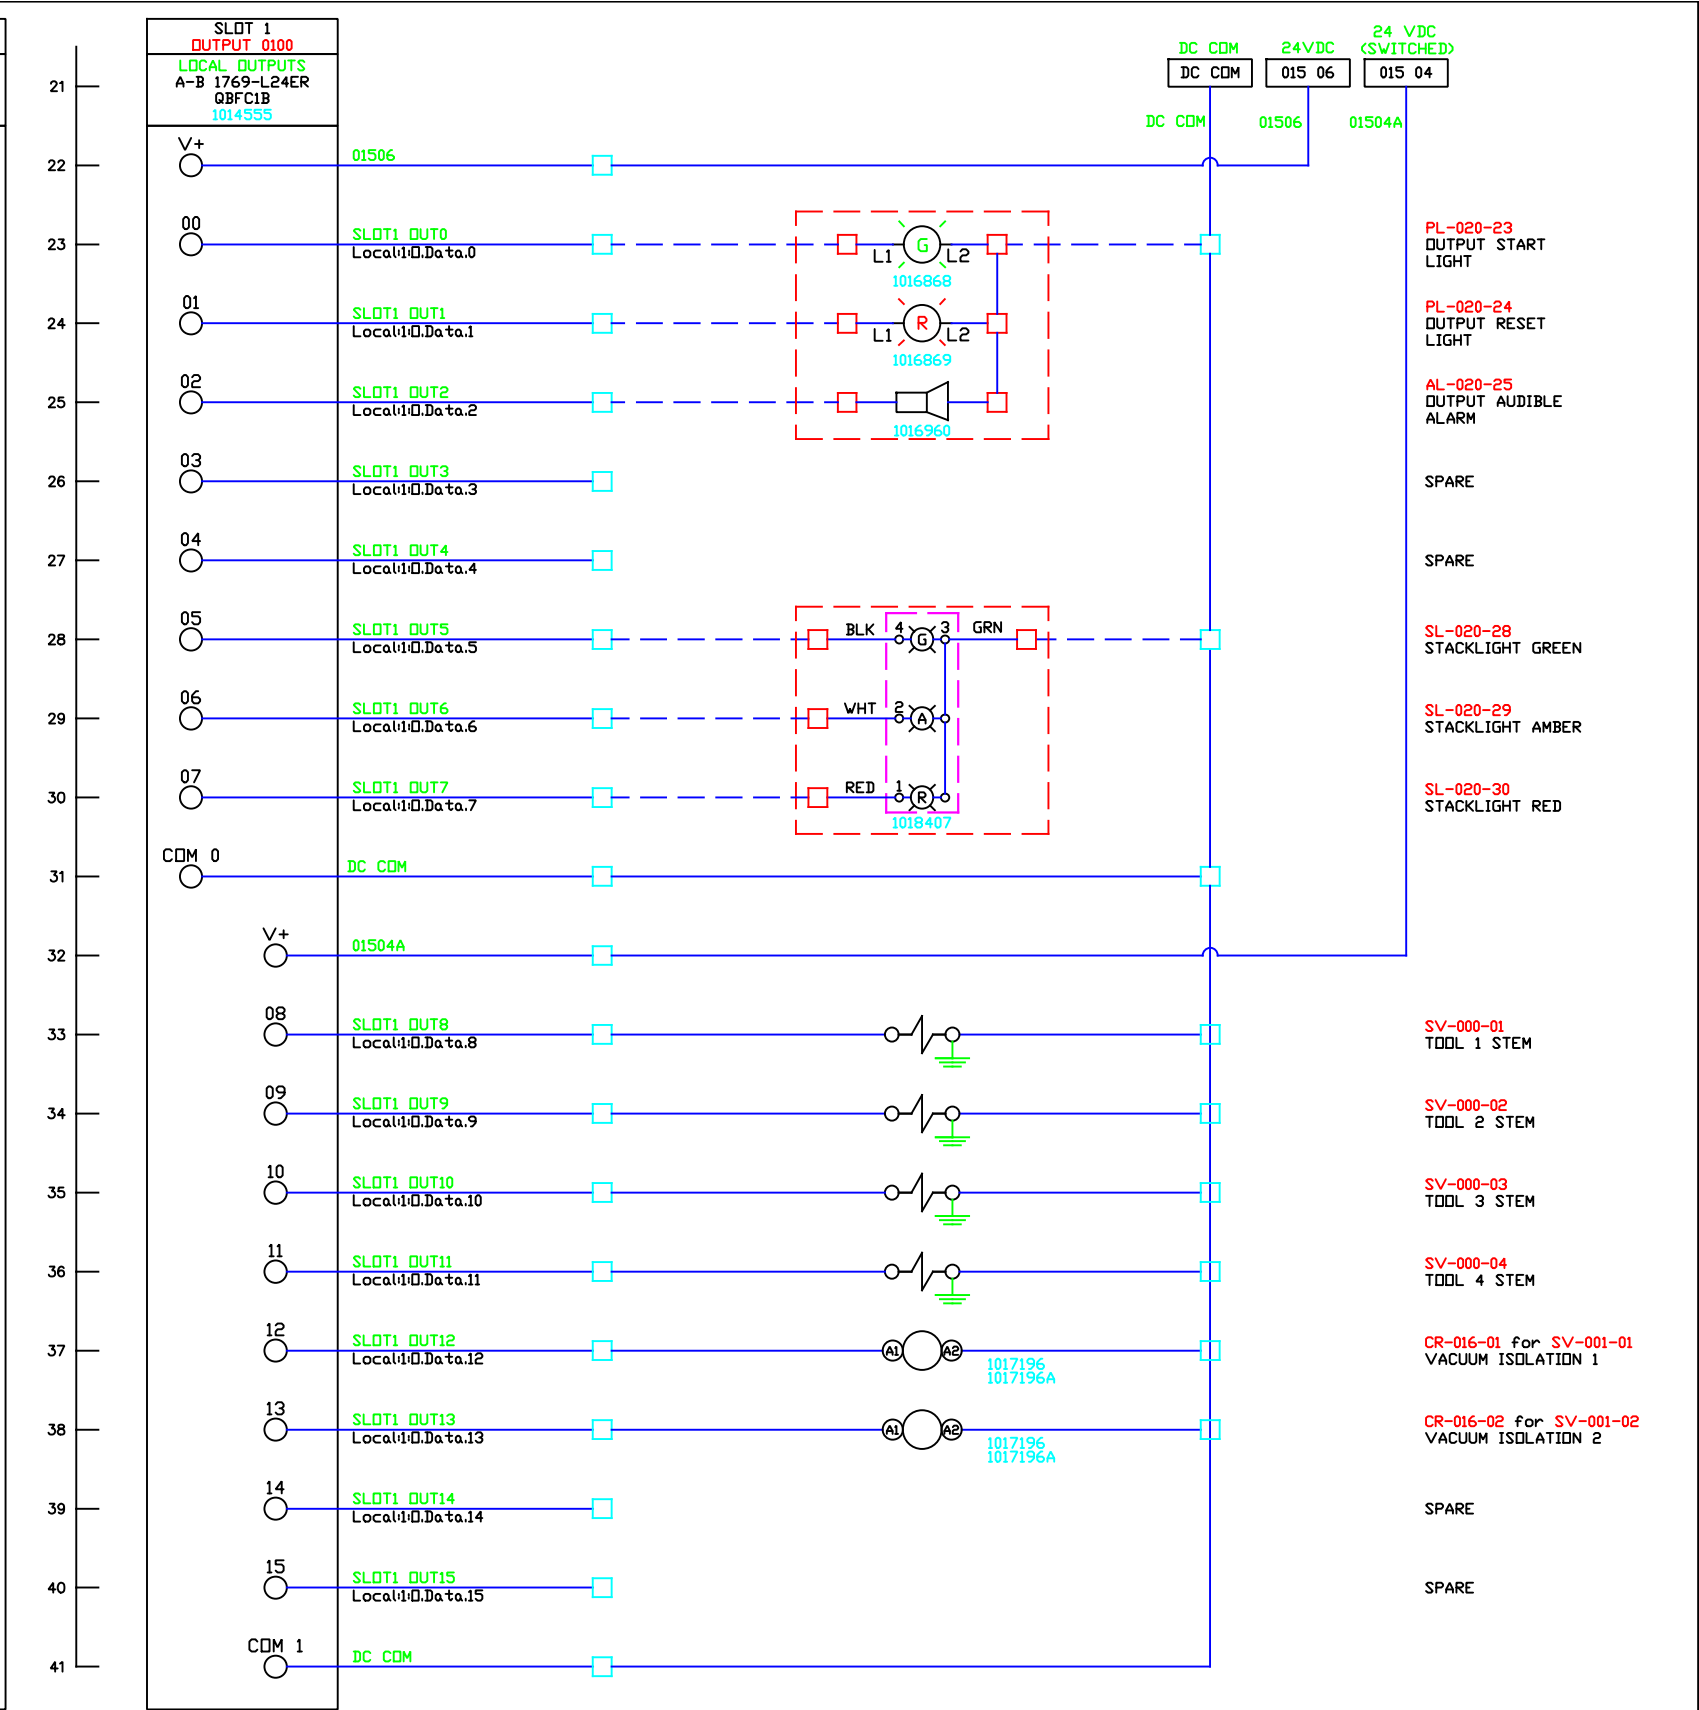 SLOT 1
OUTPUT 0100
LOCAL OUTPUTS
A-B 1769-L24ER
QBFC1B
1014555
DC COM
24VDC
24 VDC
(SWITCHED)
DC COM
015 06
015 04
21
DC COM
01506
01504A
22
V+
01506
23
00
SLOT1 OUT0
Local:1:O.Data.0
L1
G
L2
1016868
PL-020-23
OUTPUT START
LIGHT
24
01
SLOT1 OUT1
Local:1:O.Data.1
L1
R
L2
1016869
PL-020-24
OUTPUT RESET
LIGHT
25
02
SLOT1 OUT2
Local:1:O.Data.2
1016960
AL-020-25
OUTPUT AUDIBLE
ALARM
26
03
SLOT1 OUT3
Local:1:O.Data.3
SPARE
27
04
SLOT1 OUT4
Local:1:O.Data.4
SPARE
28
05
SLOT1 OUT5
Local:1:O.Data.5
BLK
4
G
3
GRN
SL-020-28
STACKLIGHT GREEN
29
06
SLOT1 OUT6
Local:1:O.Data.6
WHT
2
A
SL-020-29
STACKLIGHT AMBER
30
07
SLOT1 OUT7
Local:1:O.Data.7
RED
1
R
1018407
SL-020-30
STACKLIGHT RED
31
COM 0
DC COM
32
V+
01504A
33
08
SLOT1 OUT8
Local:1:O.Data.8
SV-000-01
TOOL 1 STEM
34
09
SLOT1 OUT9
Local:1:O.Data.9
SV-000-02
TOOL 2 STEM
35
10
SLOT1 OUT10
Local:1:O.Data.10
SV-000-03
TOOL 3 STEM
36
11
SLOT1 OUT11
Local:1:O.Data.11
SV-000-04
TOOL 4 STEM
37
12
SLOT1 OUT12
Local:1:O.Data.12
A1
A2
1017196
1017196A
CR-016-01 for SV-001-01
VACUUM ISOLATION 1
38
13
SLOT1 OUT13
Local:1:O.Data.13
A1
A2
1017196
1017196A
CR-016-02 for SV-001-02
VACUUM ISOLATION 2
39
14
SLOT1 OUT14
Local:1:O.Data.14
SPARE
40
15
SLOT1 OUT15
Local:1:O.Data.15
SPARE
41
COM 1
DC COM